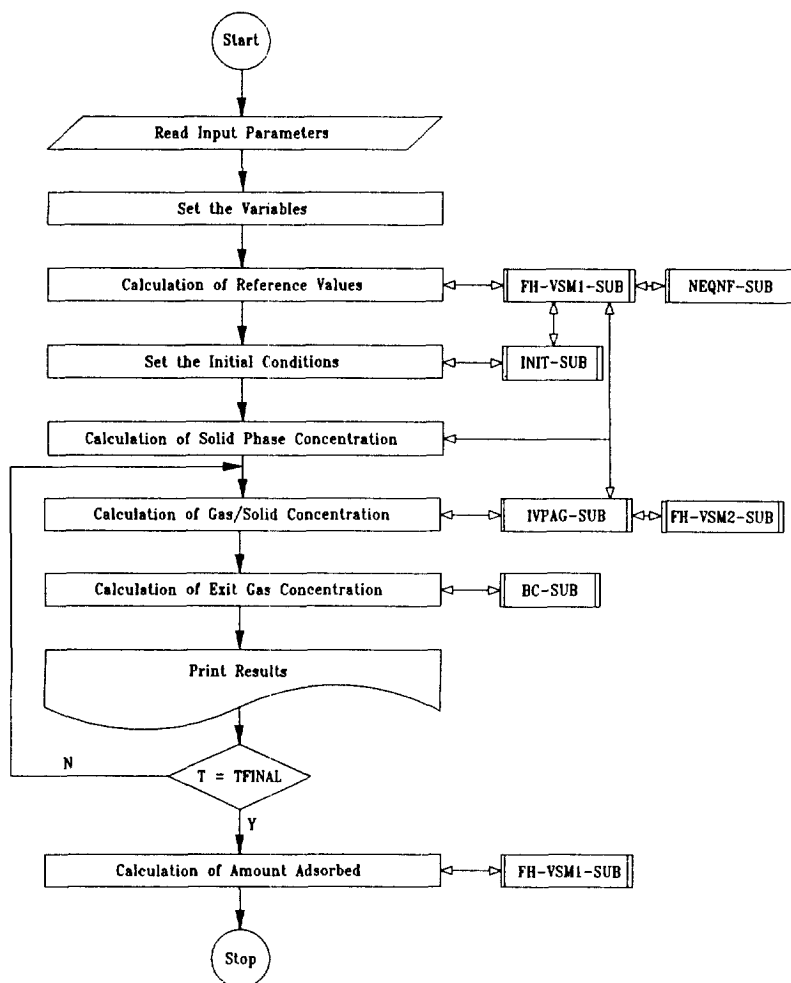 Start
Read Input Parameters
Set the Variables
Calculation of Reference Values
FH-VSM1-SUB
NEQNF-SUB
Set the Initial Conditions
INIT-SUB
Calculation of Solid Phase Concentration
Calculation of Gas/Solid Concentration
IVPAG-SUB
FH-VSM2-SUB
Calculation of Exit Gas Concentration
BC-SUB
Print Results
N
T = TFINAL
Y
Calculation of Amount Adsorbed
FH-VSM1-SUB
Stop